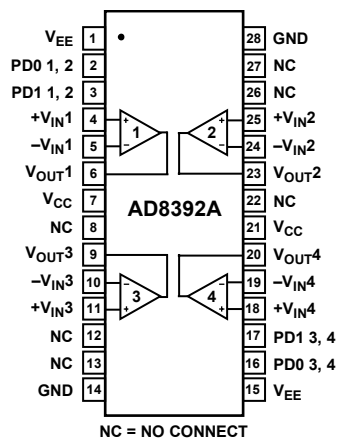 VEE 1 28 GND
PD0 1, 2 2 27 NC
PD1 1, 2 3 26 NC
+VIN1 4 + 1 2 + 25 +VIN2
–VIN1 5 – – 24 –VIN2
VOUT1 6 23 VOUT2
VCC 7 22 NC
AD8392A
NC 8 21 VCC
VOUT3 9 20 VOUT4
–VIN3 10 – 3 4 – 19 –VIN4
+VIN3 11 + + 18 +VIN4
NC 12 17 PD1 3, 4
NC 13 16 PD0 3, 4
GND 14 15 VEE
NC = NO CONNECT